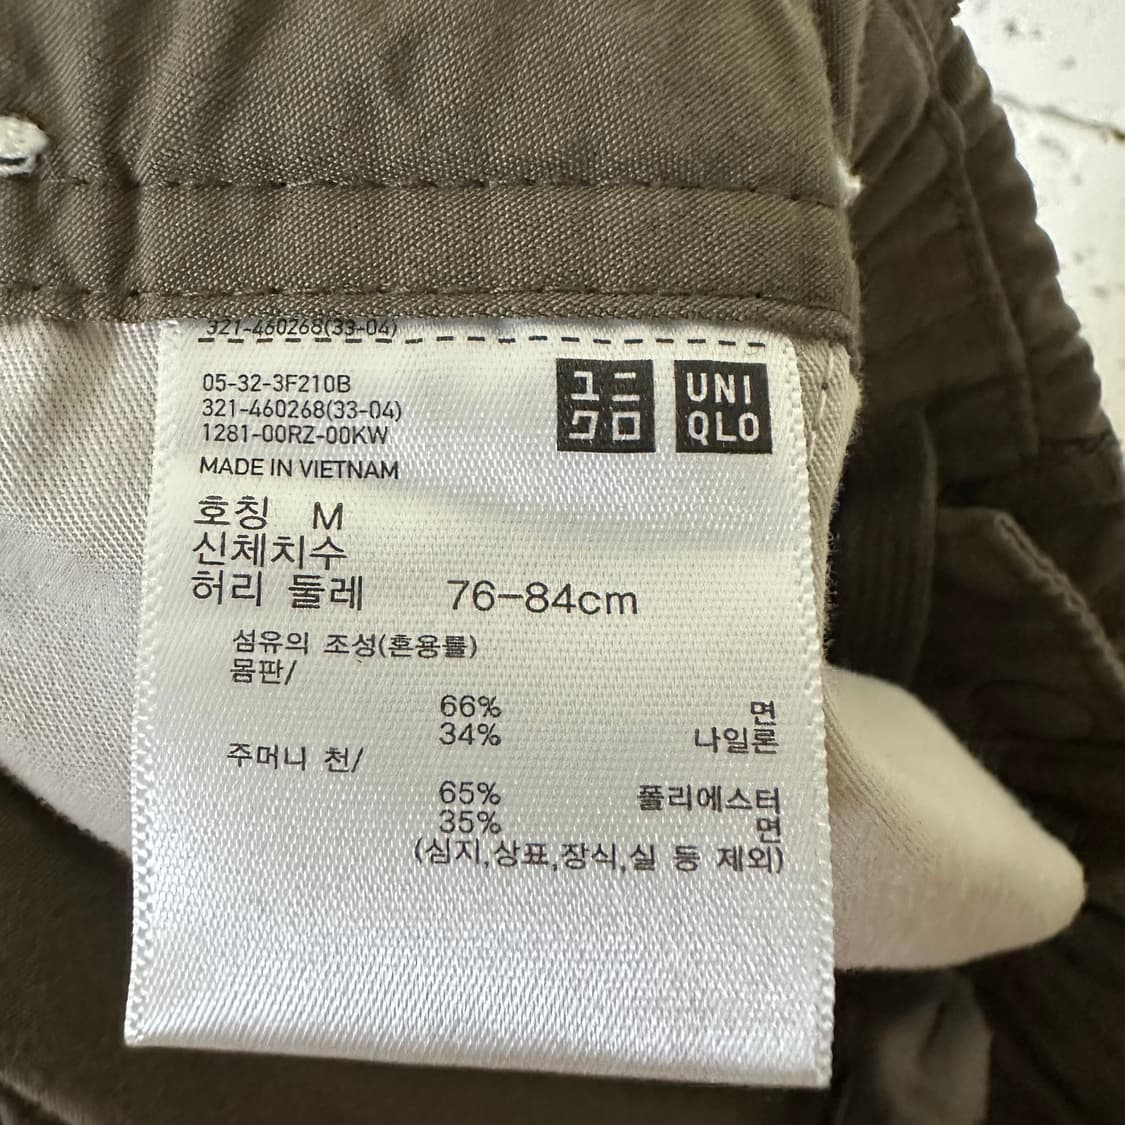 321-460268(33-04)
05-32-3F210B
321-460268(33-04)
1281-00RZ-00KW
MADE IN VIETNAM
ユニ
クロ
UNI
QLO
호칭 M
신체치수
허리 둘레 76-84cm
섬유의 조성(혼용률)
몸판/
66% 면
34% 나일론
주머니 천/
65% 폴리에스터
35% 면
(심지,상표,장식,실 등 제외)